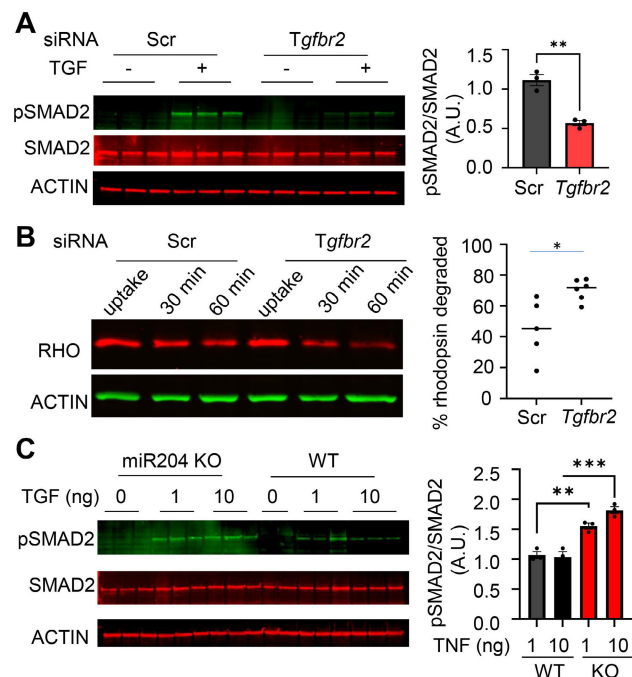 A
siRNA Scr Tgfbr2
TGF - + - +
pSMAD2
SMAD2
ACTIN
**
pSMAD2/SMAD2
(A.U.)
1.5
1.0
0.5
0.0
Scr Tgfbr2
B
siRNA Scr Tgfbr2
uptake 30 min 60 min uptake 30 min 60 min
RHO
ACTIN
*
% rhodopsin degraded
100
80
60
40
20
0
Scr Tgfbr2
C
miR204 KO WT
TGF (ng) 0 1 10 0 1 10
pSMAD2
SMAD2
ACTIN
** ***
pSMAD2/SMAD2
(A.U.)
2.5
2.0
1.5
1.0
0.5
0.0
TNF (ng) 1 10 1 10
WT KO